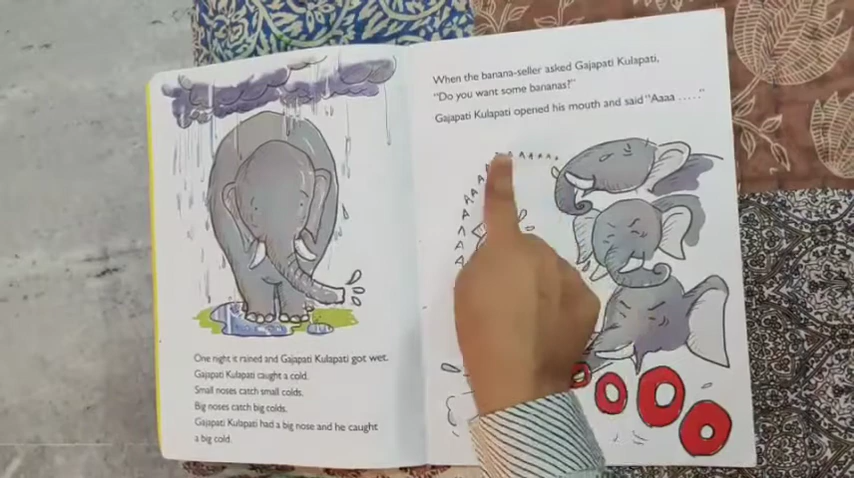 One night it rained and Gajapati Kulapati got wet.
Gajapati Kulapati caught a cold.
Small noses catch small colds.
Big noses catch big colds.
Gajapati Kulapati had a big nose and he caught
a big cold.
When the banana-seller asked Gajapati Kulapati,
"Do you want some bananas?"
Gajapati Kulapati opened his mouth and said "Aaaa ....."